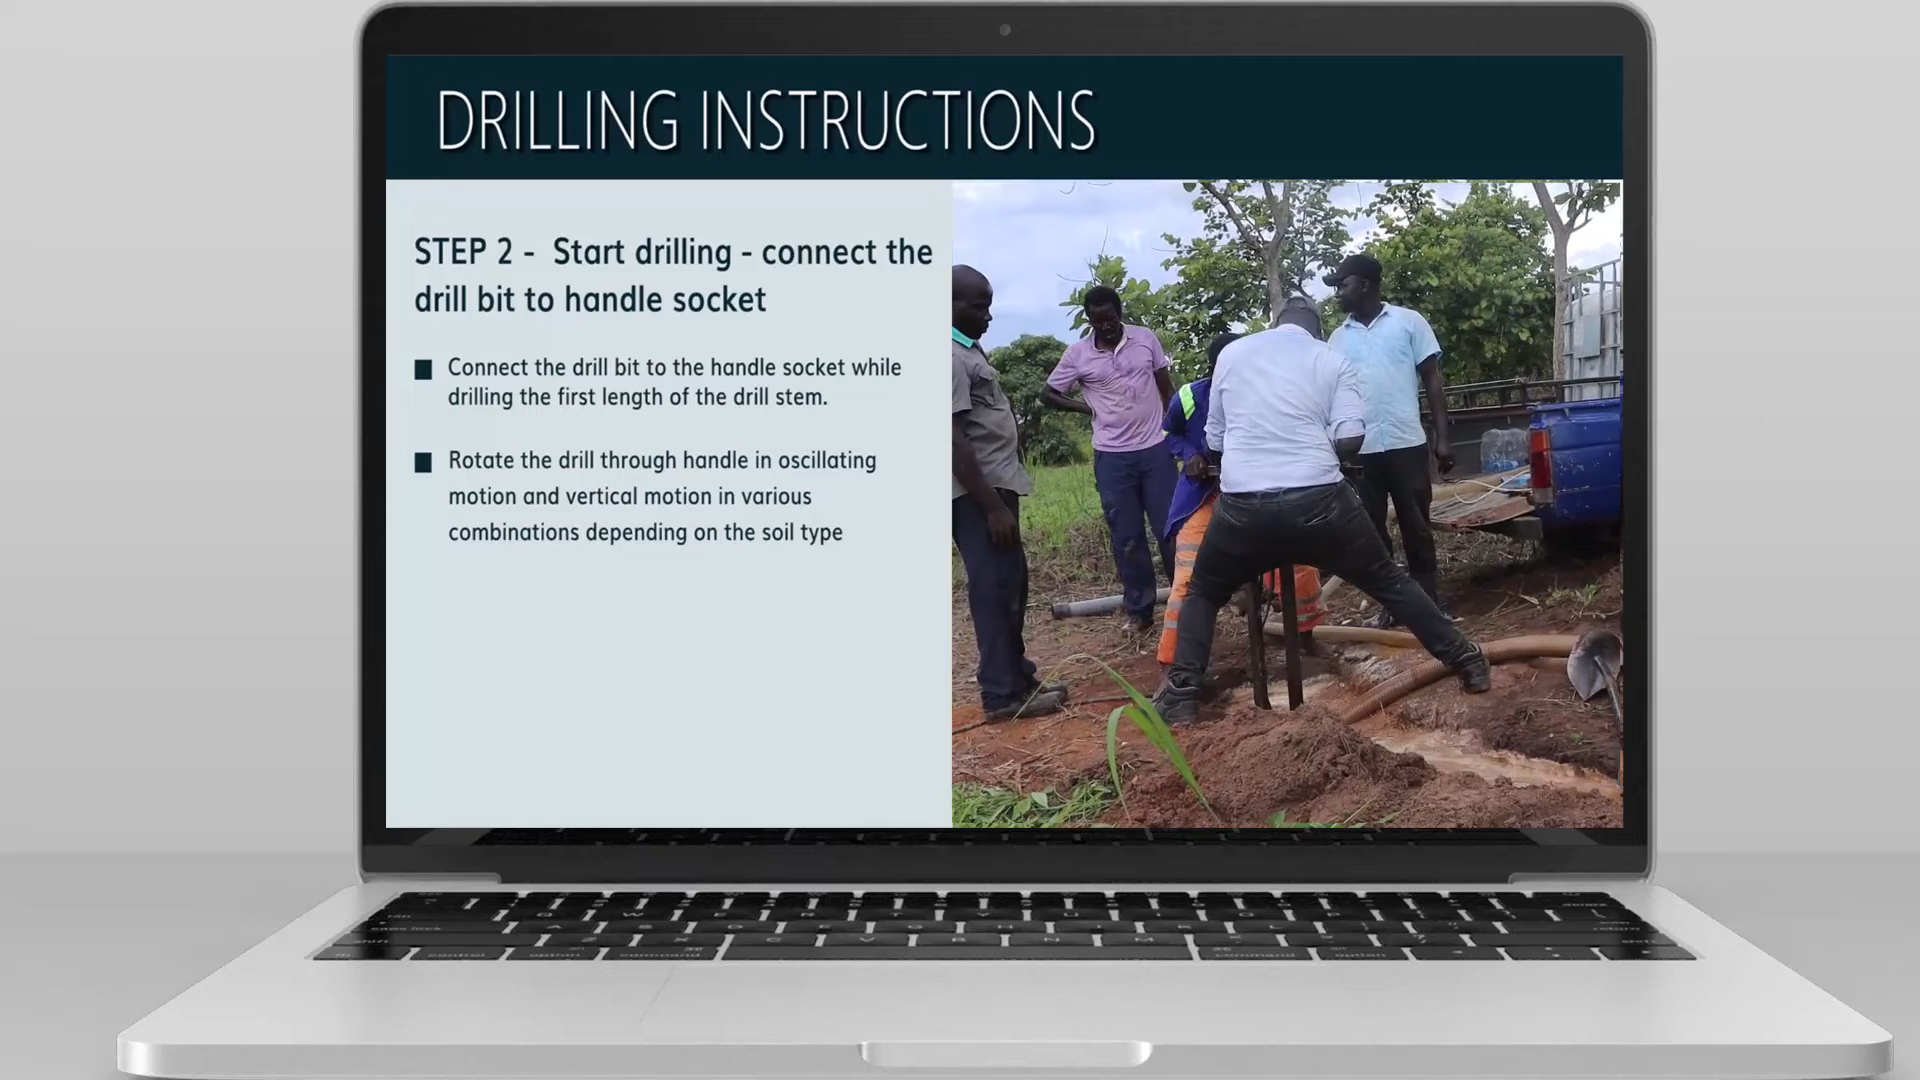 DRILLING INSTRUCTIONS
STEP 2 - Start drilling - connect the
drill bit to handle socket
Connect the drill bit to the handle socket while
drilling the first length of the drill stem.
Rotate the drill through handle in oscillating
motion and vertical motion in various
combinations depending on the soil type